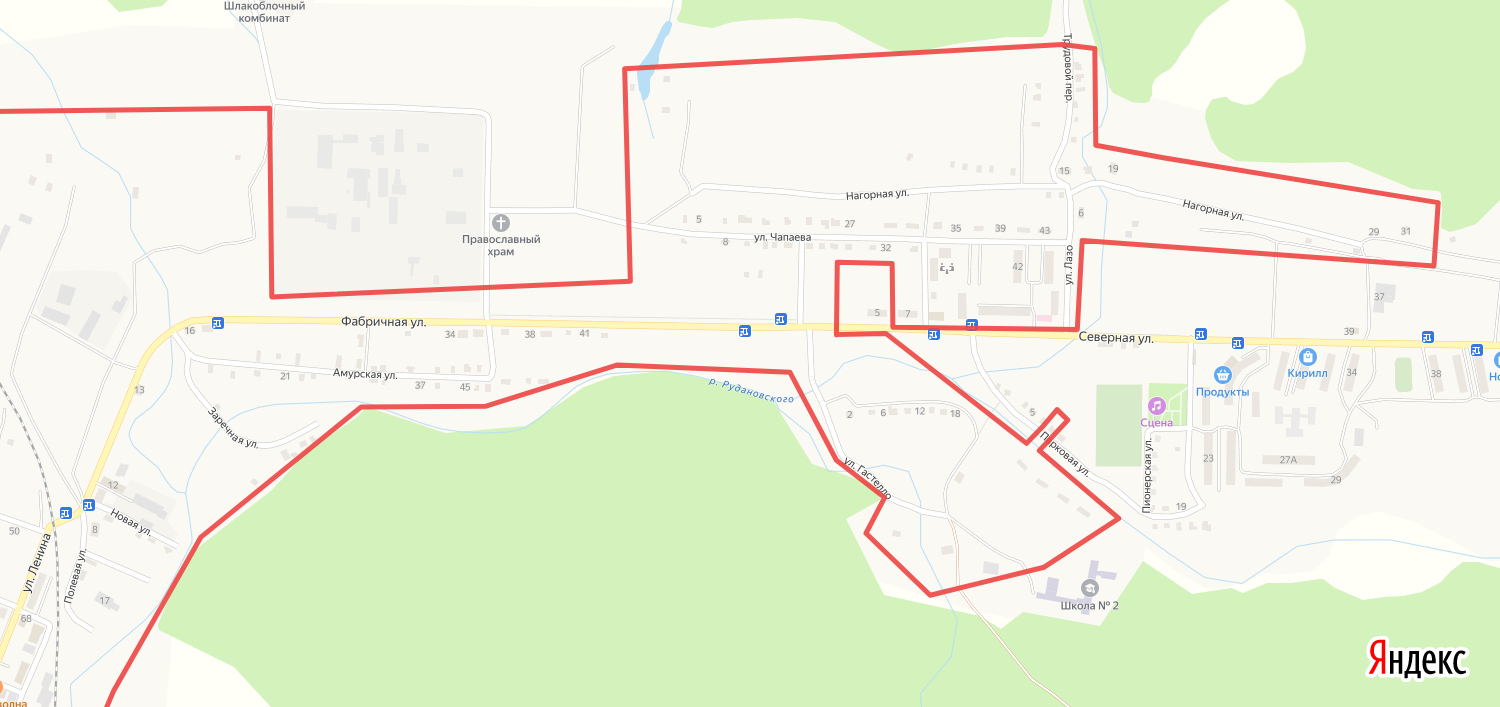 Шлакоблочный
комбинат
Трудовой пер.
15
19
Нагорная ул.
Нагорная ул.
5
27
6
Православный
храм
ул. Чапаева
8
32
35
39
43
29
31
ул. Лазо
42
37
5
7
16
Фабричная ул.
34
38
41
Северная ул.
39
21
Амурская ул.
37
45
р. Рудановского
Продукты
Кирилл
34
38
Но
13
Заречная ул.
2
6
12
18
5
Сцена
Парковая ул.
Пионерская ул.
23
27А
29
ул. Гастелло
12
Новая ул.
19
50
8
ул. Ленина
Полевая ул.
17
68
Школа № 2
волна
Яндекс